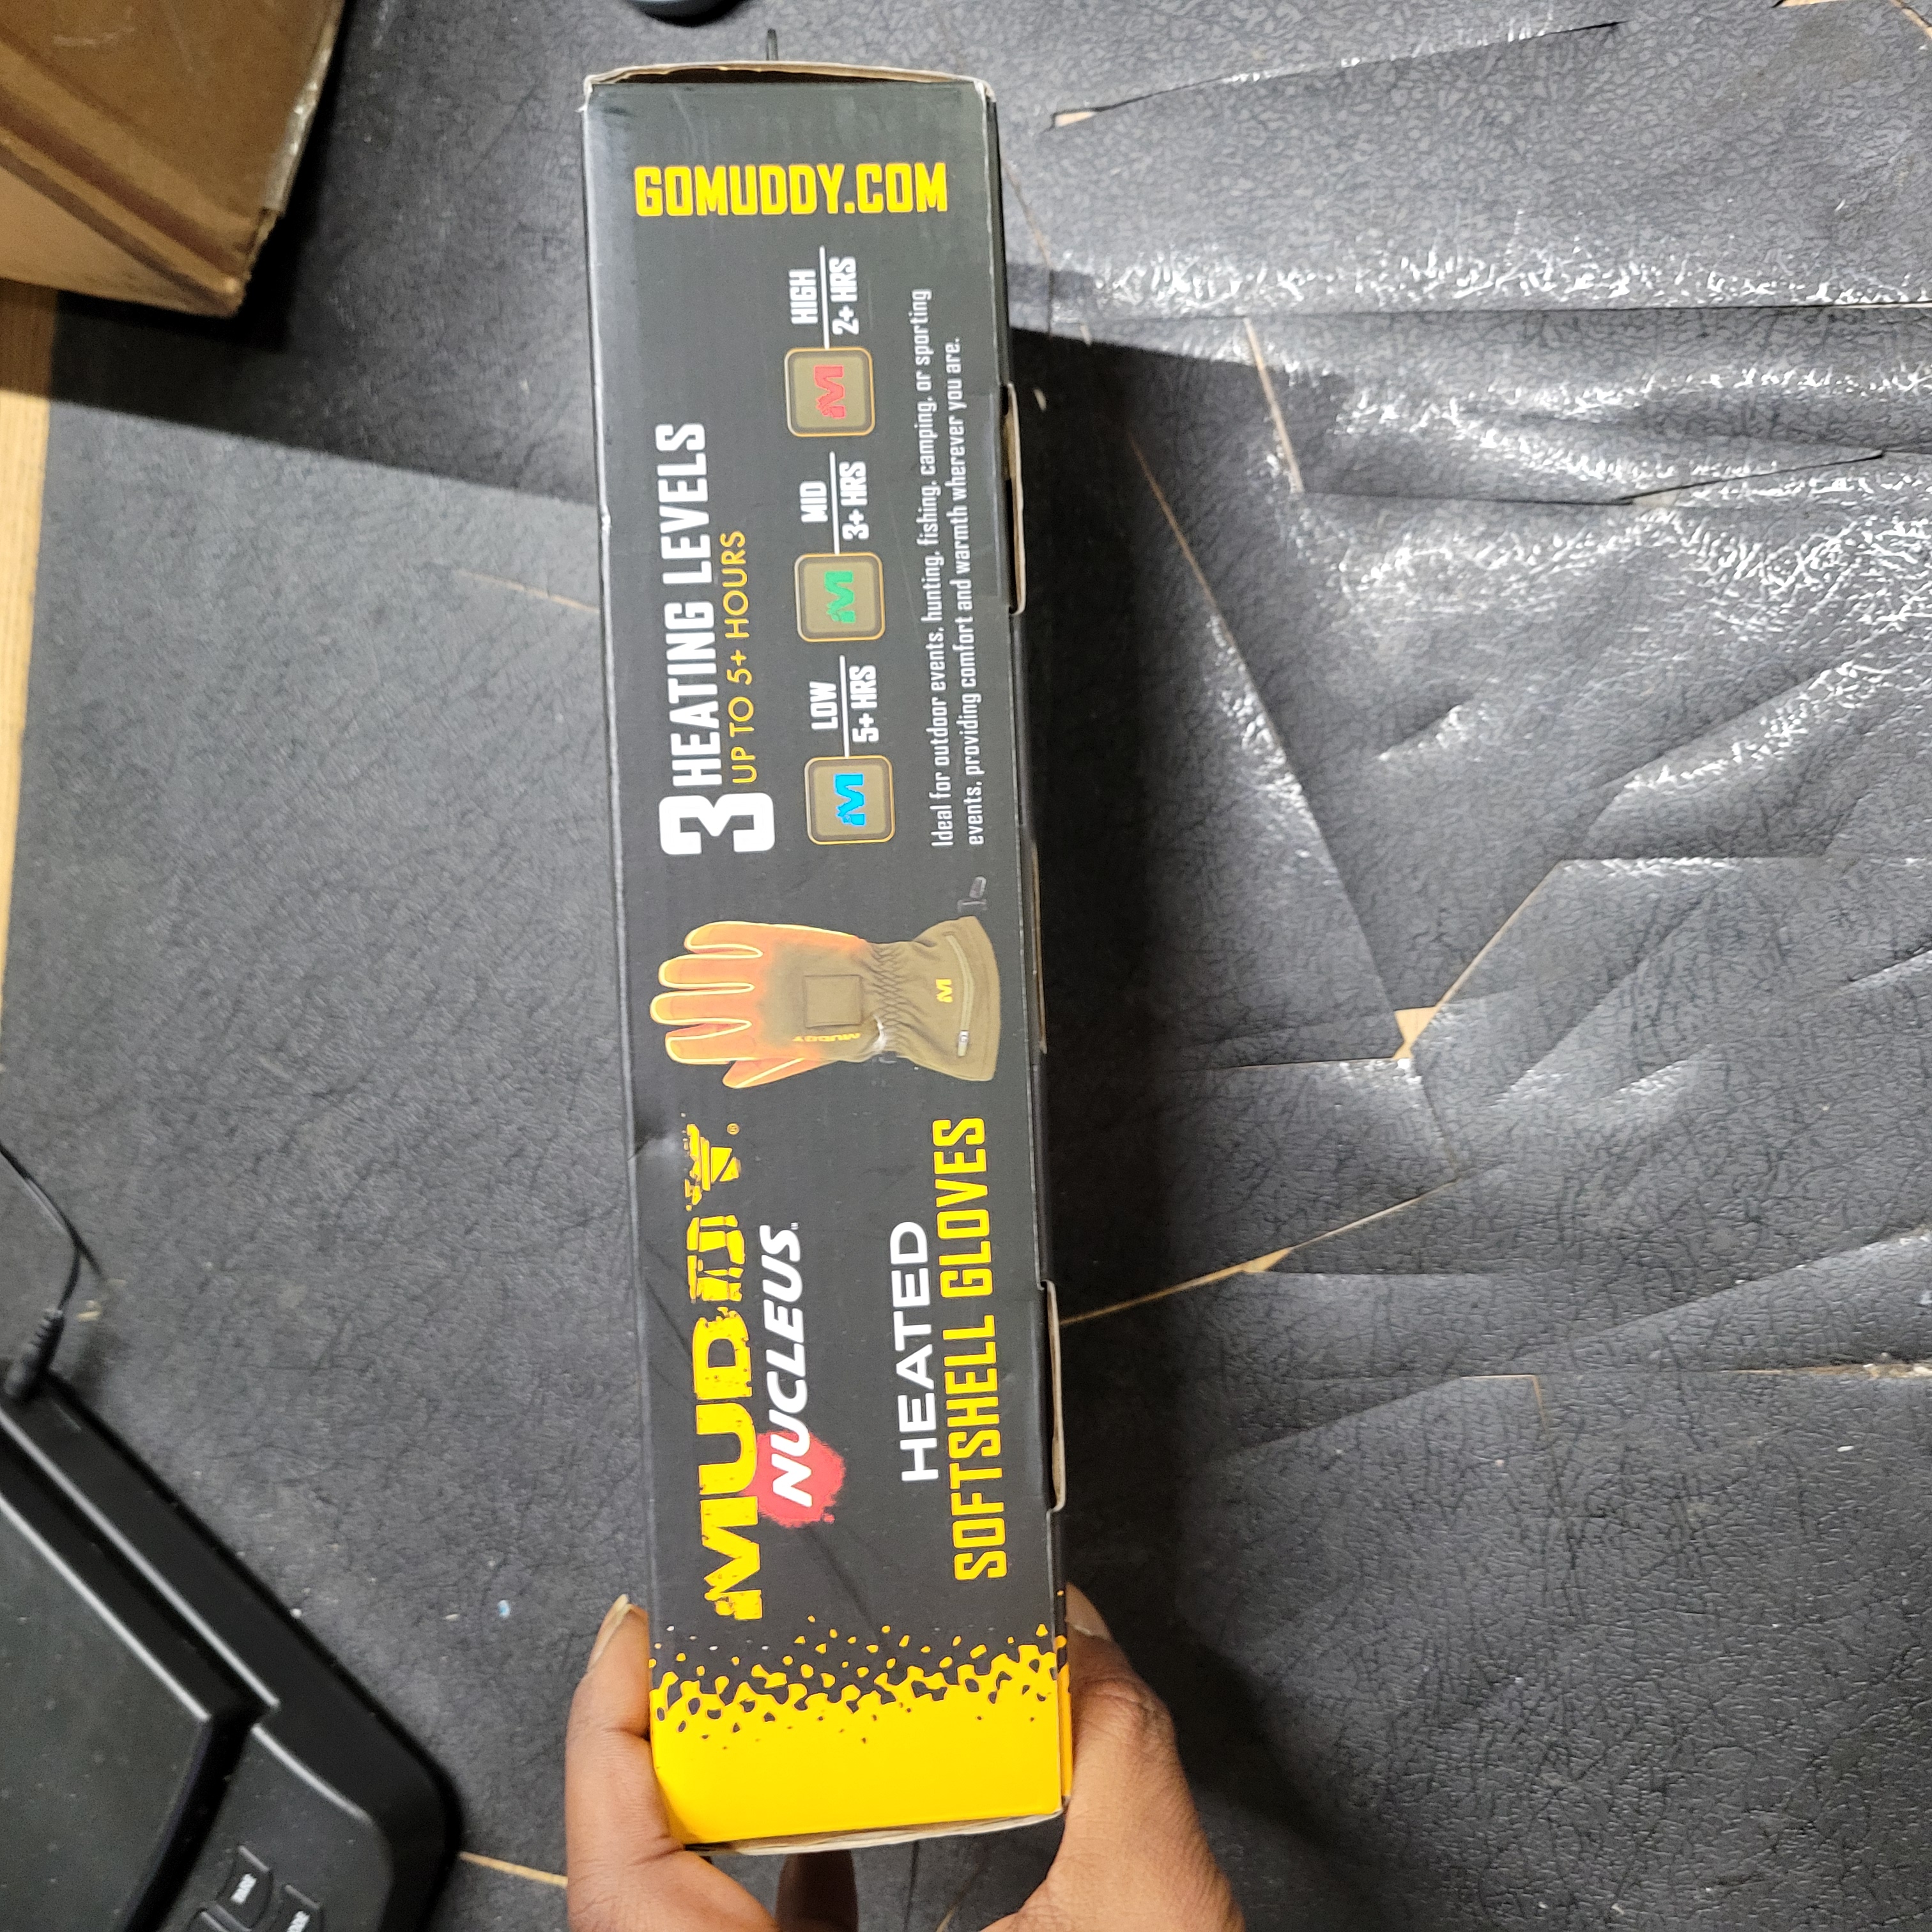 MUDDY®
NUCLEUS
HEATED
SOFTSHELL GLOVES
MUDDY
M
3 HEATING LEVELS
UP TO 5+ HOURS
M LOW
5+ HRS
M MID
3+ HRS
M HIGH
2+ HRS
Ideal for outdoor events, hunting, fishing, camping, or sporting
events, providing comfort and warmth wherever you are.
GOMUDDY.COM